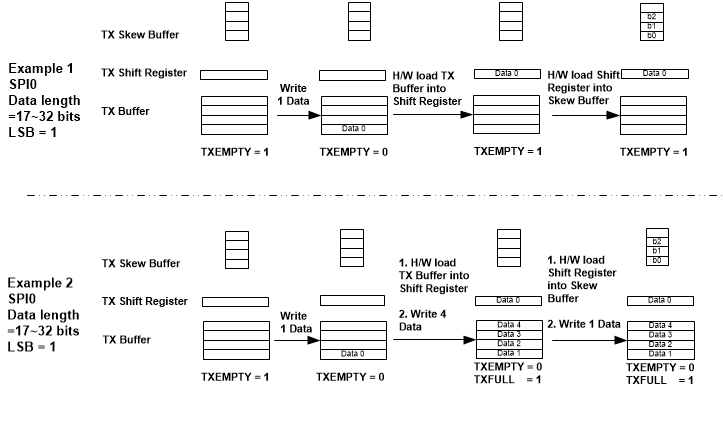 TX Skew Buffer
b2
b1
b0
Example 1
SPI0
Data length
=17~32 bits
LSB = 1
TX Shift Register
Write
1 Data
H/W load TX
Buffer into
Shift Register
Data 0
H/W load Shift
Register into
Skew Buffer
Data 0
TX Buffer
Data 0
TXEMPTY = 1
TXEMPTY = 0
TXEMPTY = 1
TXEMPTY = 1
TX Skew Buffer
b2
b1
b0
Example 2
SPI0
Data length
=17~32 bits
LSB = 1
TX Shift Register
Write
1 Data
1. H/W load
TX Buffer into
Shift Register
2. Write 4
Data
Data 0
1. H/W load
Shift Register
into Skew
Buffer
2. Write 1 Data
Data 0
TX Buffer
Data 0
Data 4
Data 3
Data 2
Data 1
Data 4
Data 3
Data 2
Data 1
TXEMPTY = 1
TXEMPTY = 0
TXEMPTY = 0
TXFULL = 1
TXEMPTY = 0
TXFULL = 1